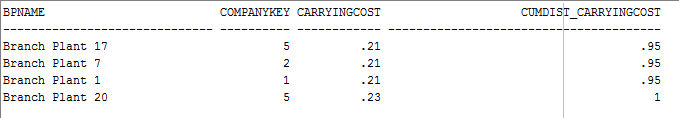 BPNAME COMPANYKEY CARRYINGCOST CUMDIST_CARRYINGCOST
------------------------------ ---------- ------------ ---------------------------------------
Branch Plant 17 5 .21 .95
Branch Plant 7 2 .21 .95
Branch Plant 1 1 .21 .95
Branch Plant 20 5 .23 1